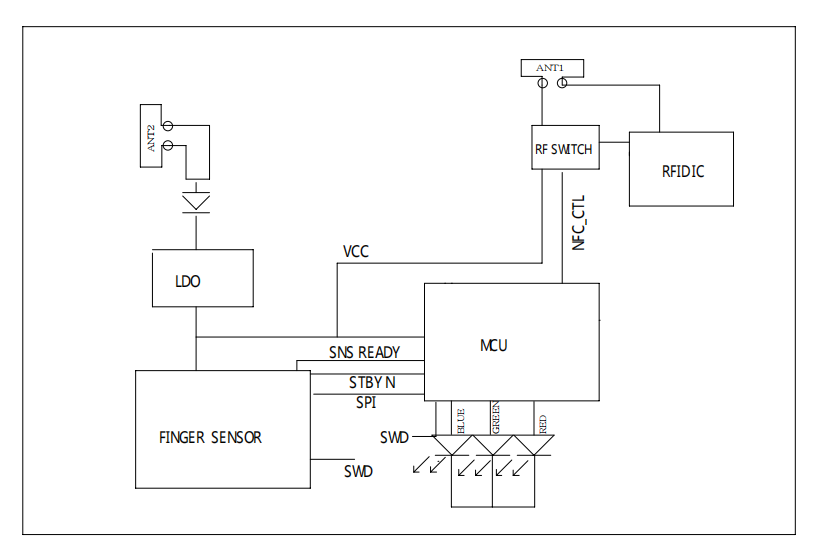 ANT1
ANT2
RF SWITCH
RFIDIC
NFC_CTL
VCC
LDO
MCU
SNS READY
STBY N
SPI
FINGER SENSOR
BLUE
GREEN
RED
SWD
SWD